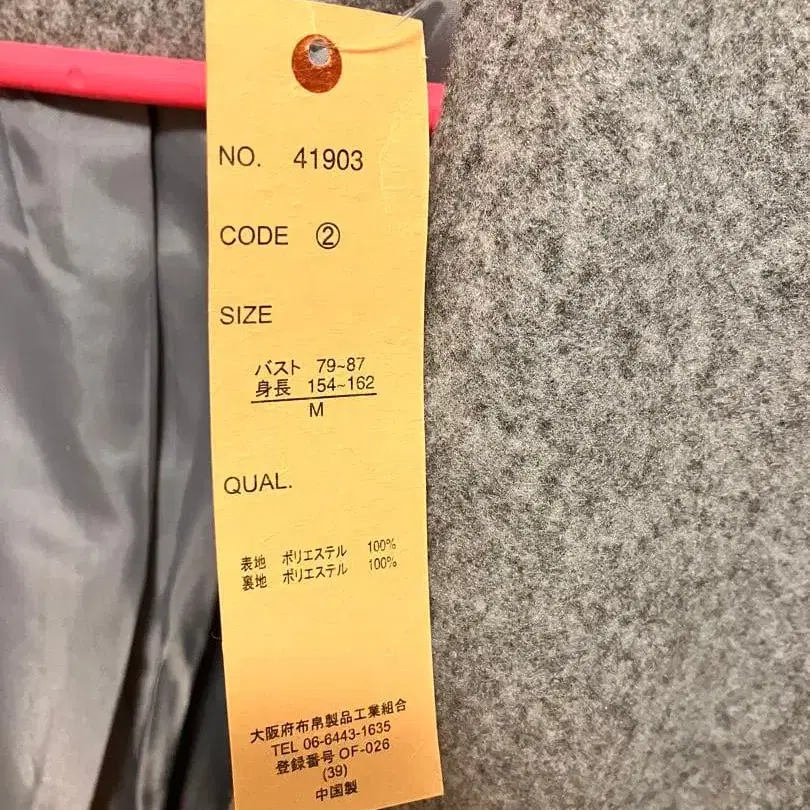 NO. 41903
CODE ②
SIZE
バスト 79~87
身長 154~162
M
QUAL.
表地 ポリエステル 100%
裏地 ポリエステル 100%
大阪府布帛製品工業組合
TEL 06-6443-1635
登録番号 OF-026
(39)
中国製